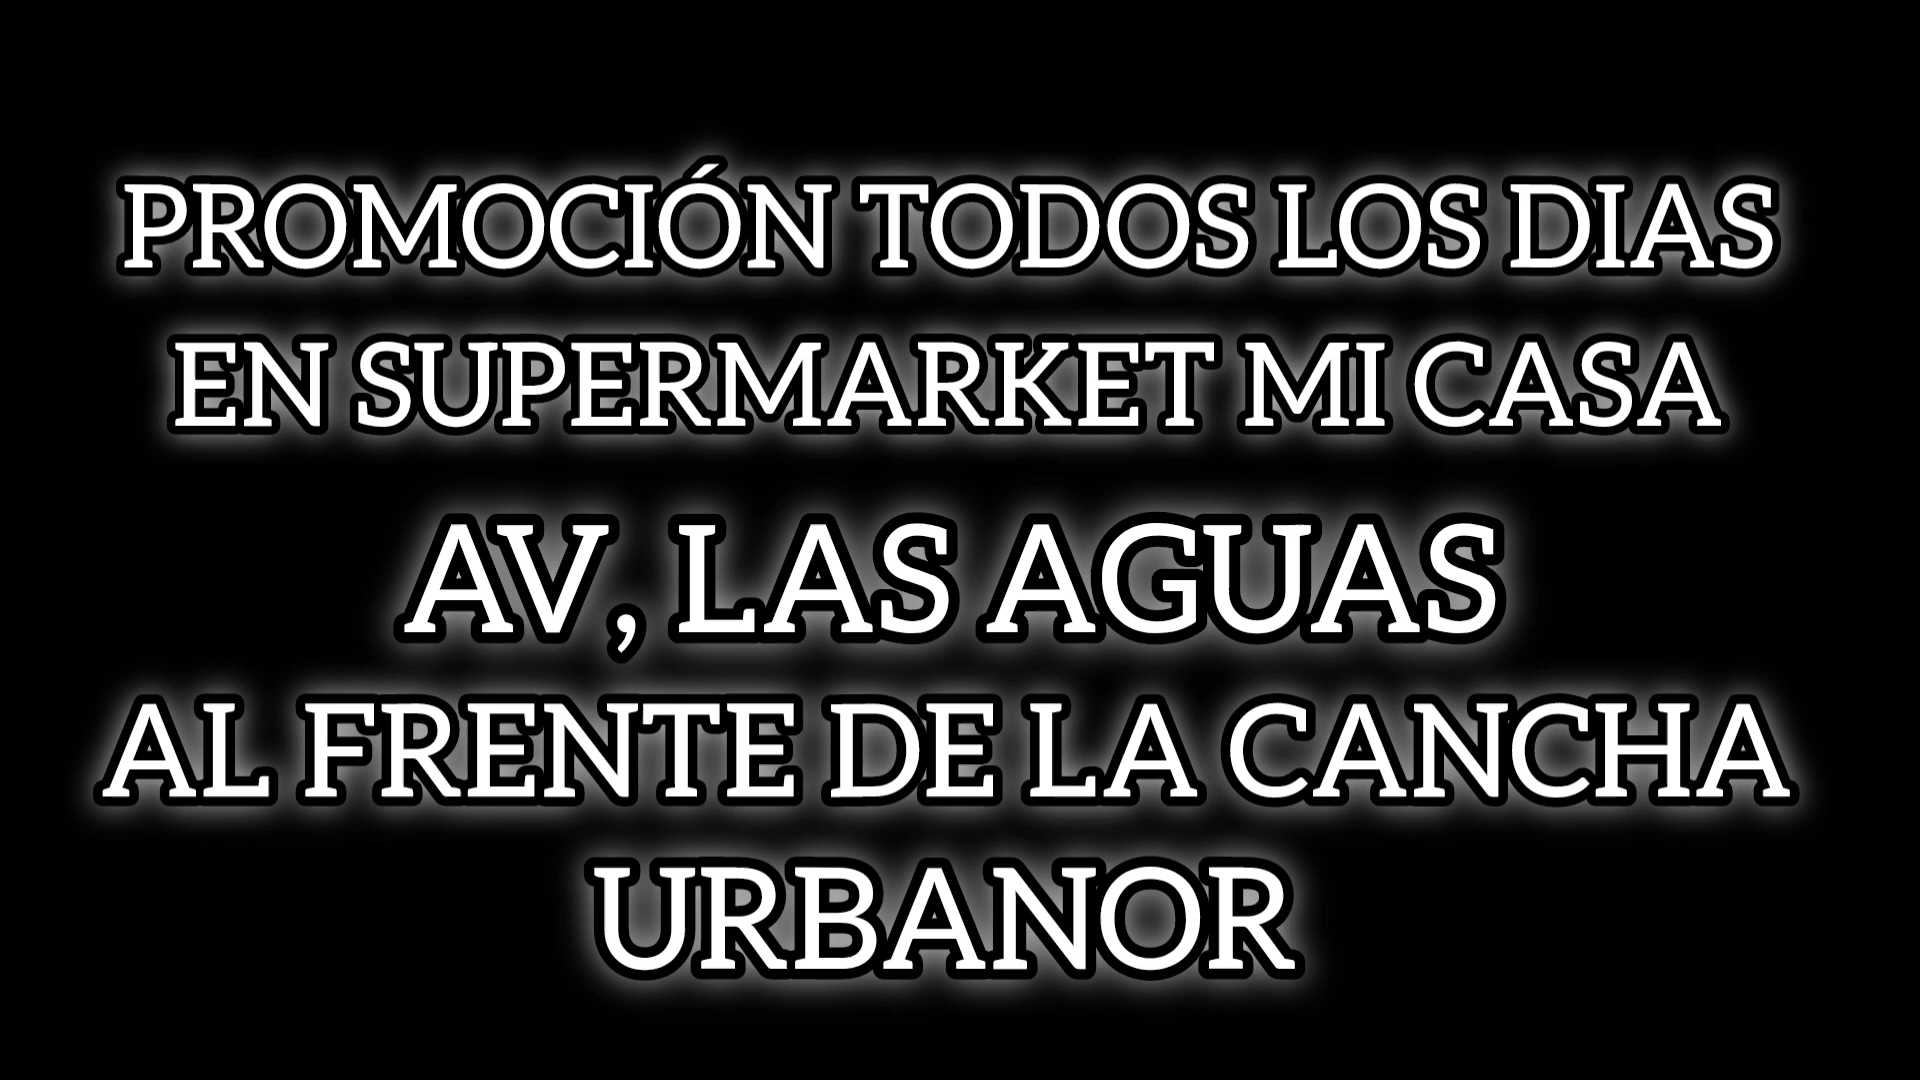 PROMOCIÓN TODOS LOS DIAS
EN SUPERMARKET MI CASA
AV, LAS AGUAS
AL FRENTE DE LA CANCHA
URBANOR